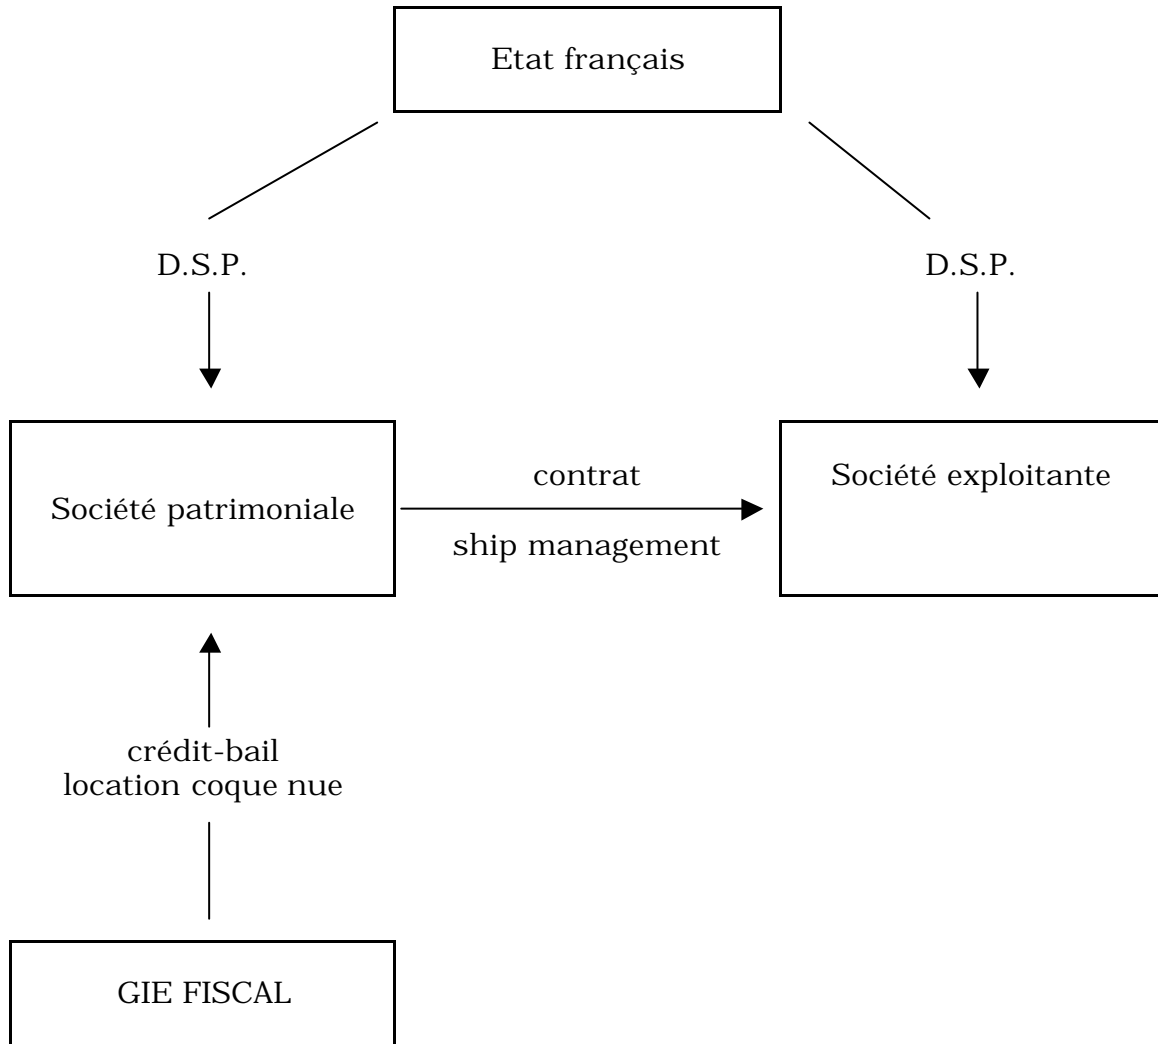 Etat français
D.S.P.
D.S.P.
Société patrimoniale
contrat
ship management
Société exploitante
crédit-bail
location coque nue
GIE FISCAL